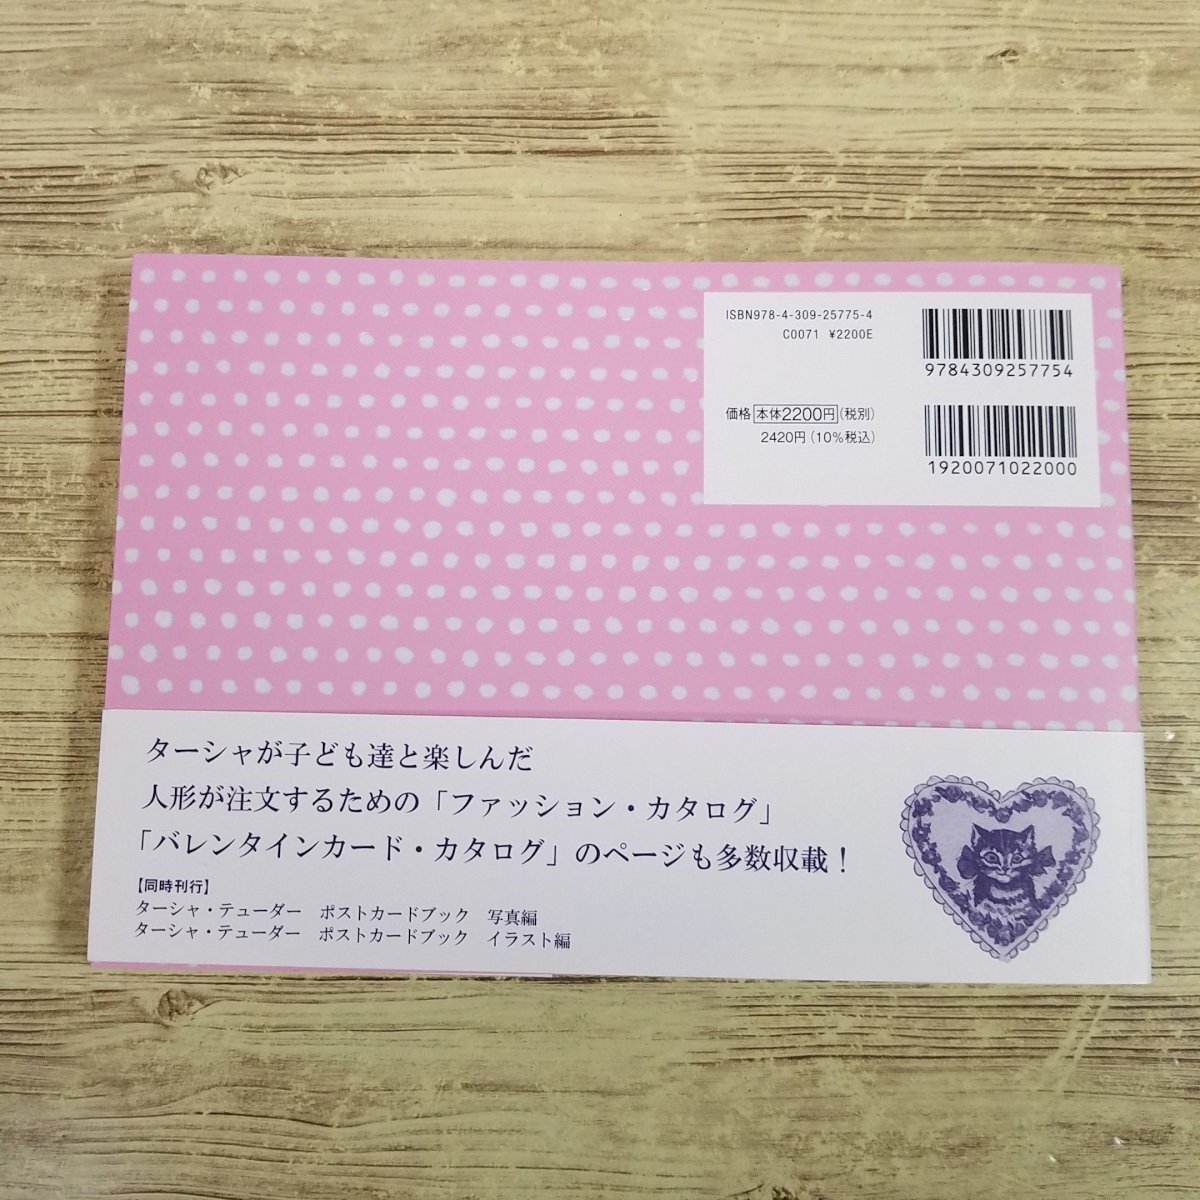 ISBN978-4-309-25775-4
C0071 ¥2200E
9784309257754
価格 本体2200円 (税別)
2420円 (10%税込)
1920071022000
ターシャが子ども達と楽しんだ
人形が注文するための「ファッション・カタログ」
「バレンタインカード・カタログ」のページも多数収載！
【同時刊行】
ターシャ・テューダー ポストカードブック 写真編
ターシャ・テューダー ポストカードブック イラスト編